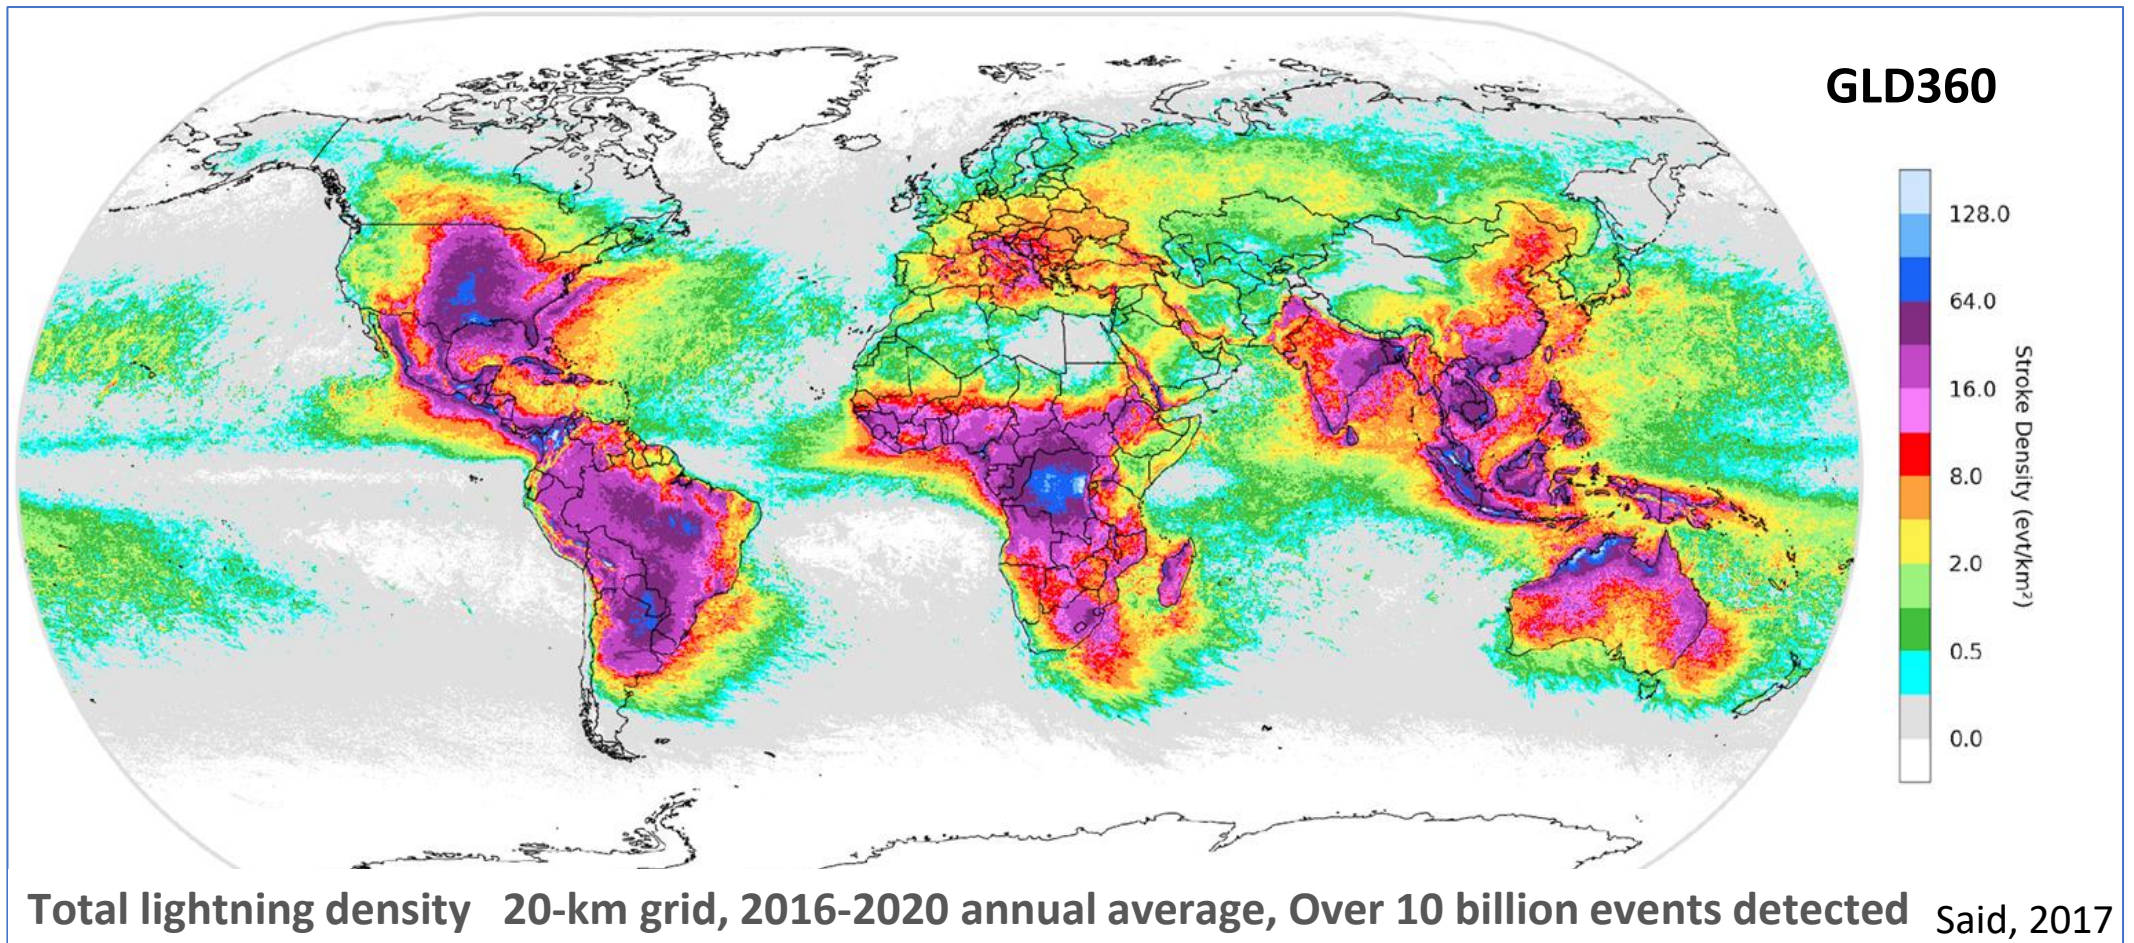 GLD360
128.0
64.0
16.0
8.0
2.0
0.5
0.0
Stroke Density (evt/km²)
Total lightning density 20-km grid, 2016-2020 annual average, Over 10 billion events detected
Said, 2017